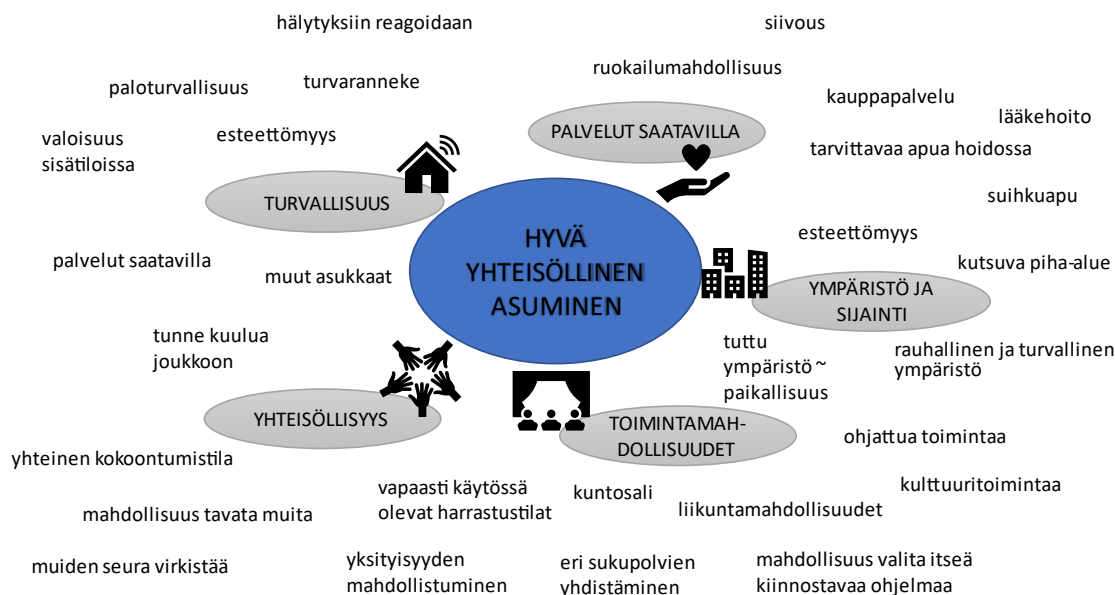 hälytyksiin reagoidaan
siivous
paloturvallisuus
turvaranneke
ruokailumahdollisuus
kauppapalvelu
lääkehoito
valoisuus
sisätiloissa
esteettömyys
PALVELUT SAATAVILLA
tarvittavaa apua hoidossa
TURVALLISUUS
suihkuapu
HYVÄ
YHTEISÖLLINEN
ASUMINEN
esteettömyys
palvelut saatavilla
muut asukkaat
kutsuva piha-alue
YMPÄRISTÖ JA
SIJAINTI
tunne kuulua
joukkoon
tuttu
ympäristö ~
paikallisuus
rauhallinen ja turvallinen
ympäristö
YHTEISÖLLISYYS
TOIMINTAMAH-
DOLLISUUDET
ohjattua toimintaa
yhteinen kokoontumistila
vapaasti käytössä
olevat harrastustilat
kuntosali
liikuntamahdollisuudet
kulttuuritoimintaa
mahdollisuus tavata muita
muiden seura virkistää
yksityisyyden
mahdollistuminen
eri sukupolvien
yhdistäminen
mahdollisuus valita itseä
kiinnostavaa ohjelmaa